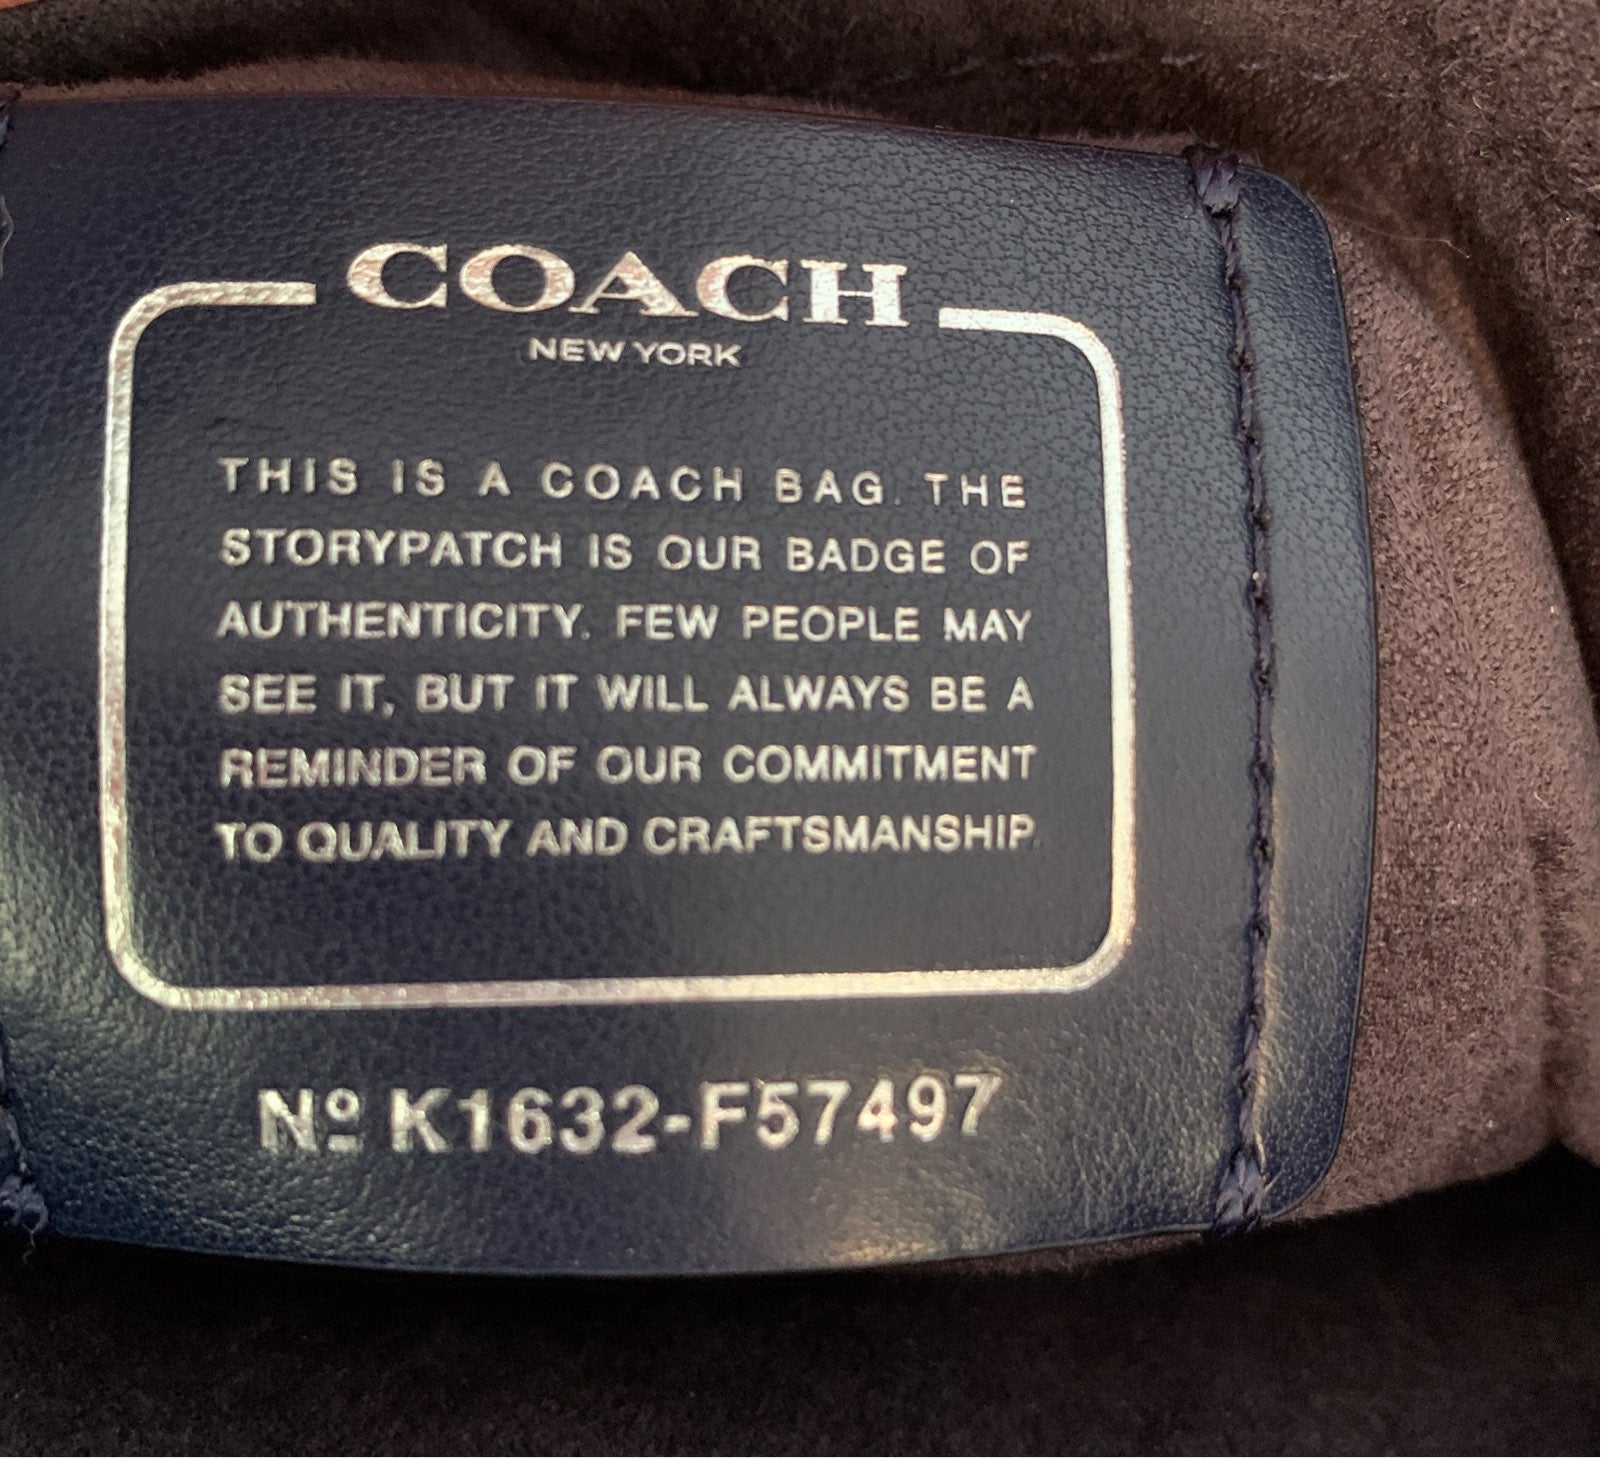 COACH
NEW YORK
THIS IS A COACH BAG. THE
STORYPATCH IS OUR BADGE OF
AUTHENTICITY. FEW PEOPLE MAY
SEE IT, BUT IT WILL ALWAYS BE A
REMINDER OF OUR COMMITMENT
TO QUALITY AND CRAFTSMANSHIP.
Nº K1632-F57497